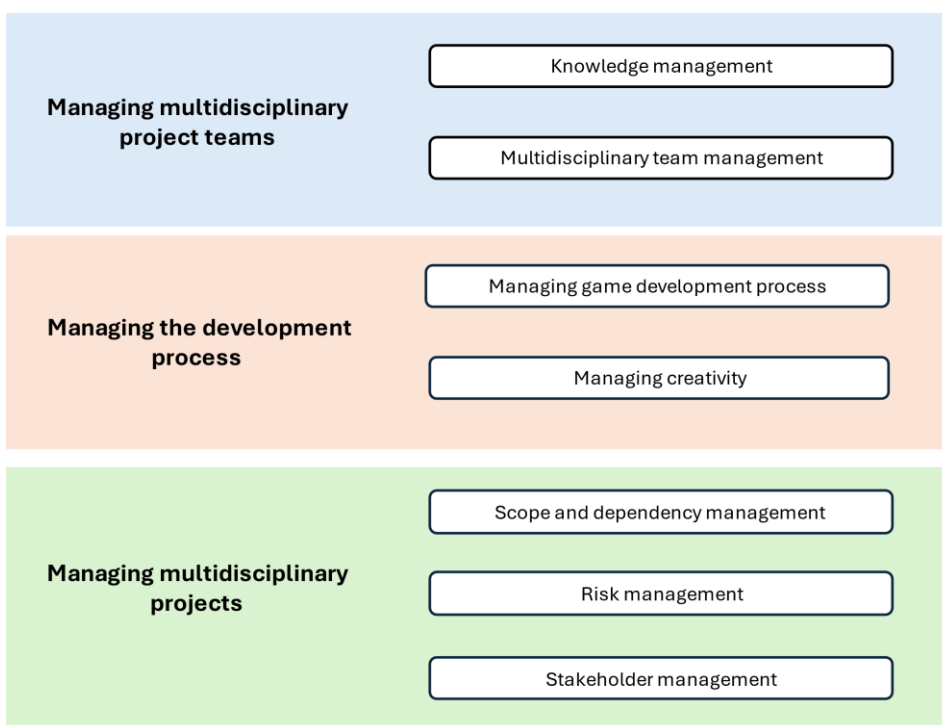 Managing multidisciplinary
project teams
Knowledge management
Multidisciplinary team management
Managing the development
process
Managing game development process
Managing creativity
Managing multidisciplinary
projects
Scope and dependency management
Risk management
Stakeholder management